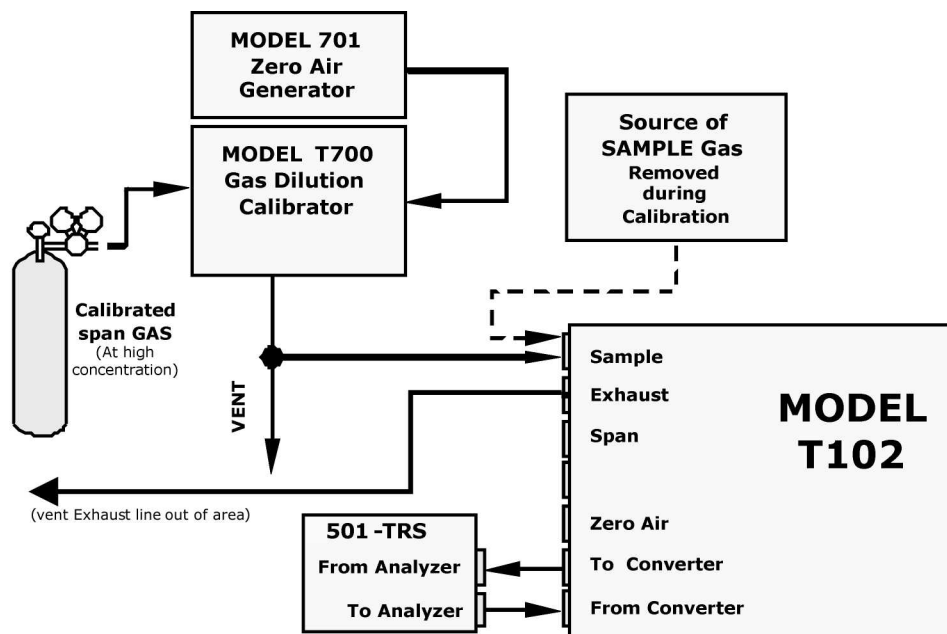 MODEL 701
Zero Air
Generator
MODEL T700
Gas Dilution
Calibrator
Source of
SAMPLE Gas
Removed
during
Calibration
Calibrated
span GAS
(At high
concentration)
VENT
(vent Exhaust line out of area)
Sample
Exhaust
Span
Zero Air
To Converter
From Converter
MODEL
T102
501 -TRS
From Analyzer
To Analyzer